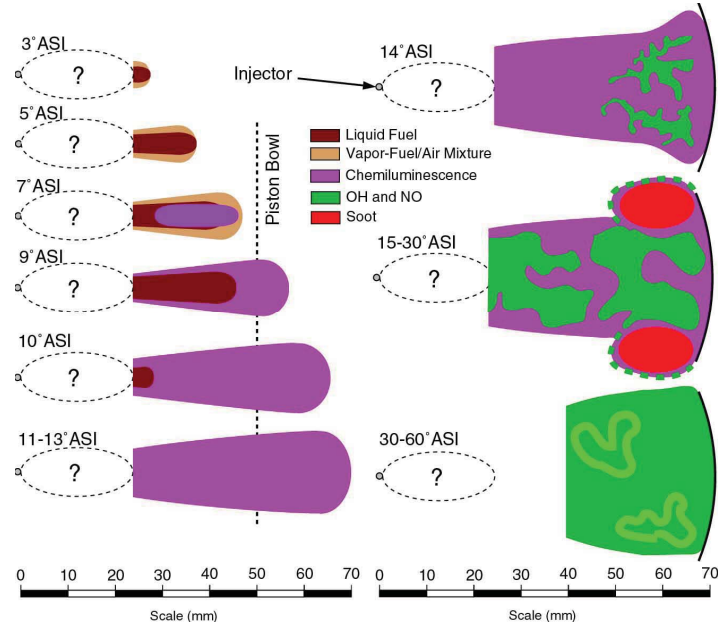 3°ASI
?
5°ASI
?
7°ASI
?
9°ASI
?
10°ASI
?
11-13°ASI
?
Piston Bowl
0 10 20 30 40 50 60 70
Scale (mm)
Injector
14°ASI
?
Liquid Fuel
Vapor-Fuel/Air Mixture
Chemiluminescence
OH and NO
Soot
15-30°ASI
?
30-60°ASI
?
0 10 20 30 40 50 60 70
Scale (mm)